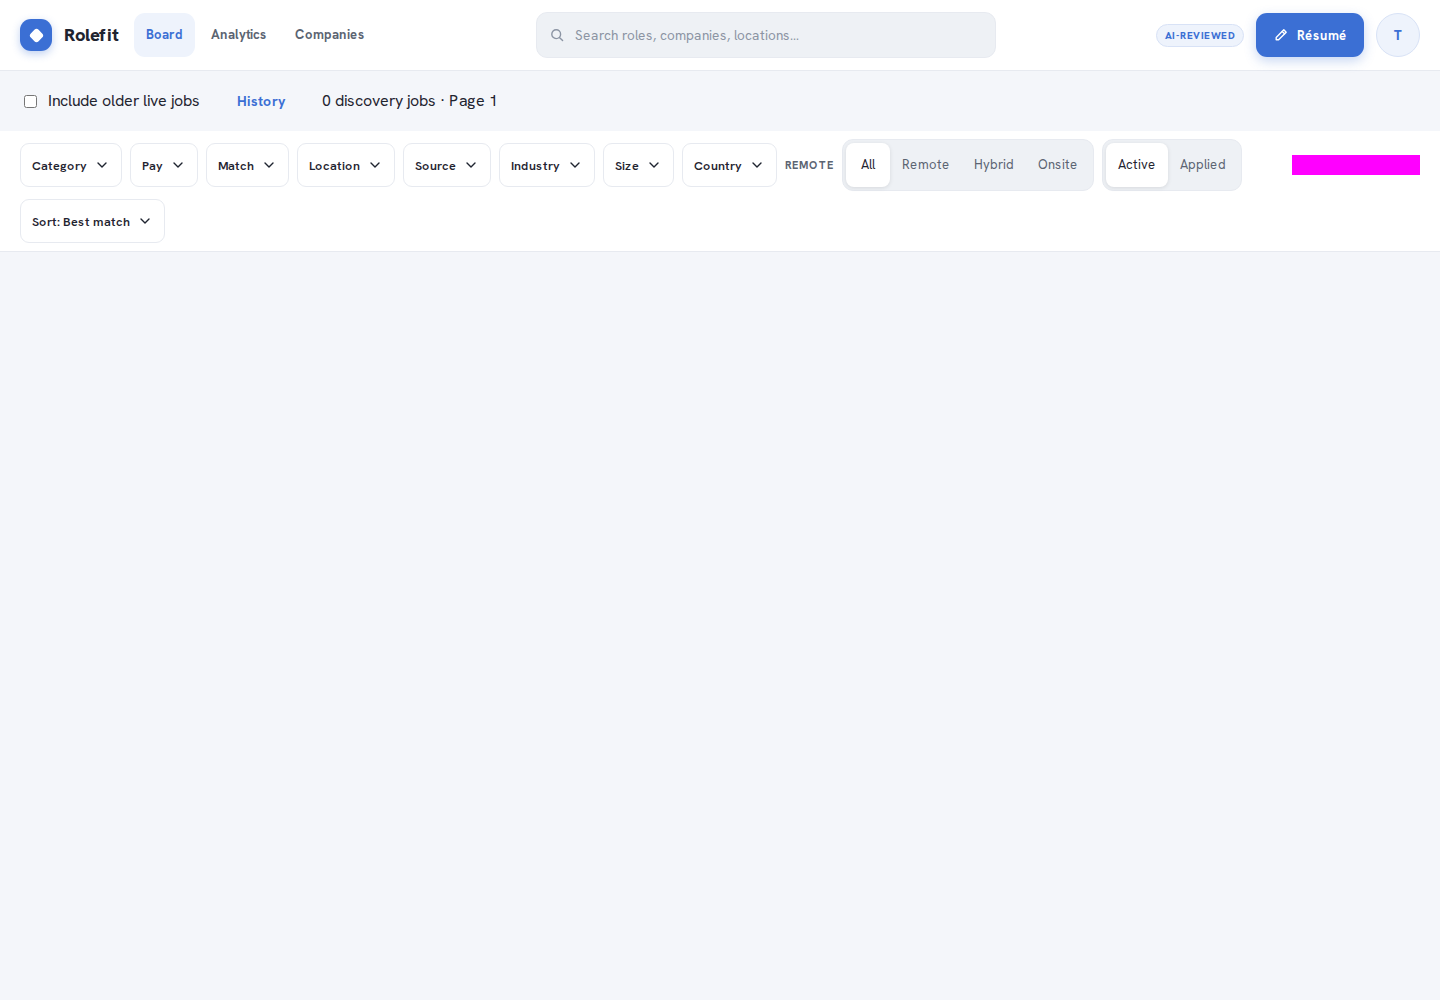 Rolefit
Board
Analytics
Companies
Search roles, companies, locations...
AI-REVIEWED
Résumé
T
Include older live jobs
History
0 discovery jobs · Page 1
Category
Pay
Match
Location
Source
Industry
Size
Country
REMOTE
All
Remote
Hybrid
Onsite
Active
Applied
Sort: Best match